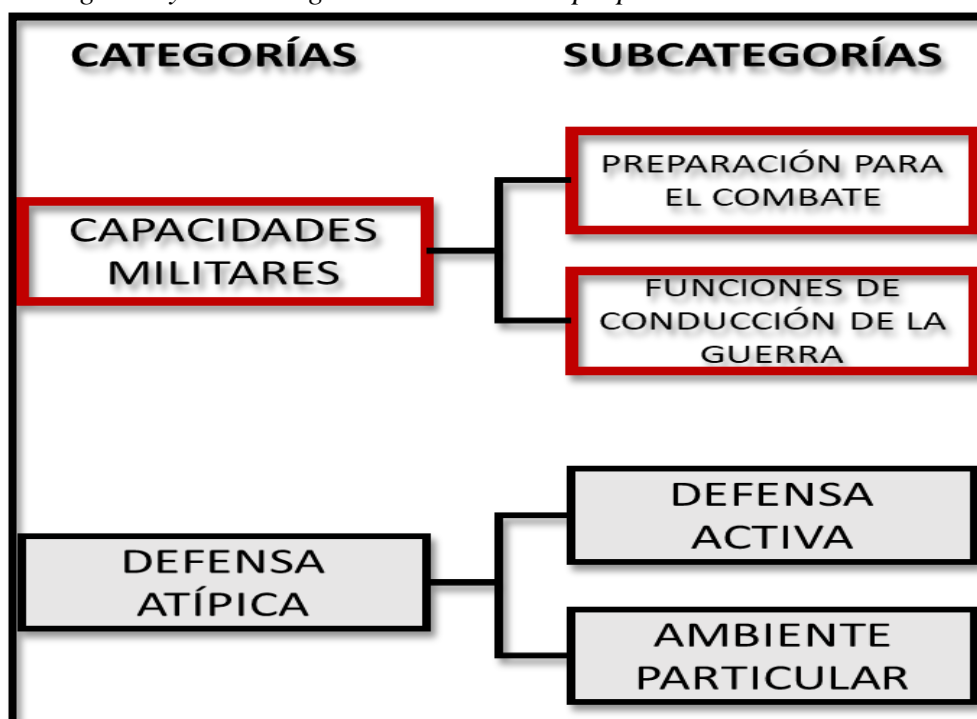 CATEGORÍAS
SUBCATEGORÍAS
CAPACIDADES
MILITARES
PREPARACIÓN PARA
EL COMBATE
FUNCIONES DE
CONDUCCIÓN DE LA
GUERRA
DEFENSA
ATÍPICA
DEFENSA
ACTIVA
AMBIENTE
PARTICULAR